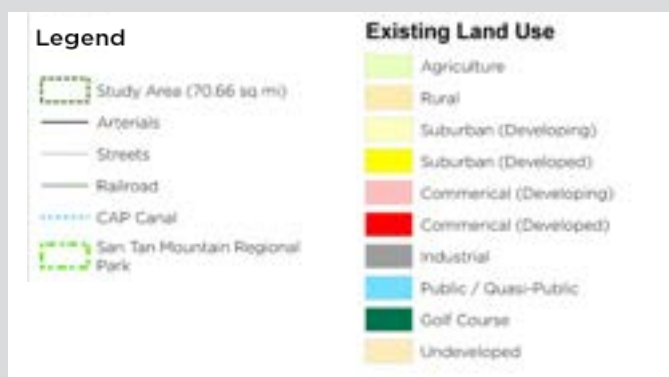 Legend
Study Area (70.66 sq mi)
Arterials
Streets
Railroad
CAP Canal
San Tan Mountain Regional
Park
Existing Land Use
Agriculture
Rural
Suburban (Developing)
Suburban (Developed)
Commerical (Developing)
Commerical (Developed)
Industrial
Public / Quasi-Public
Golf Course
Undeveloped